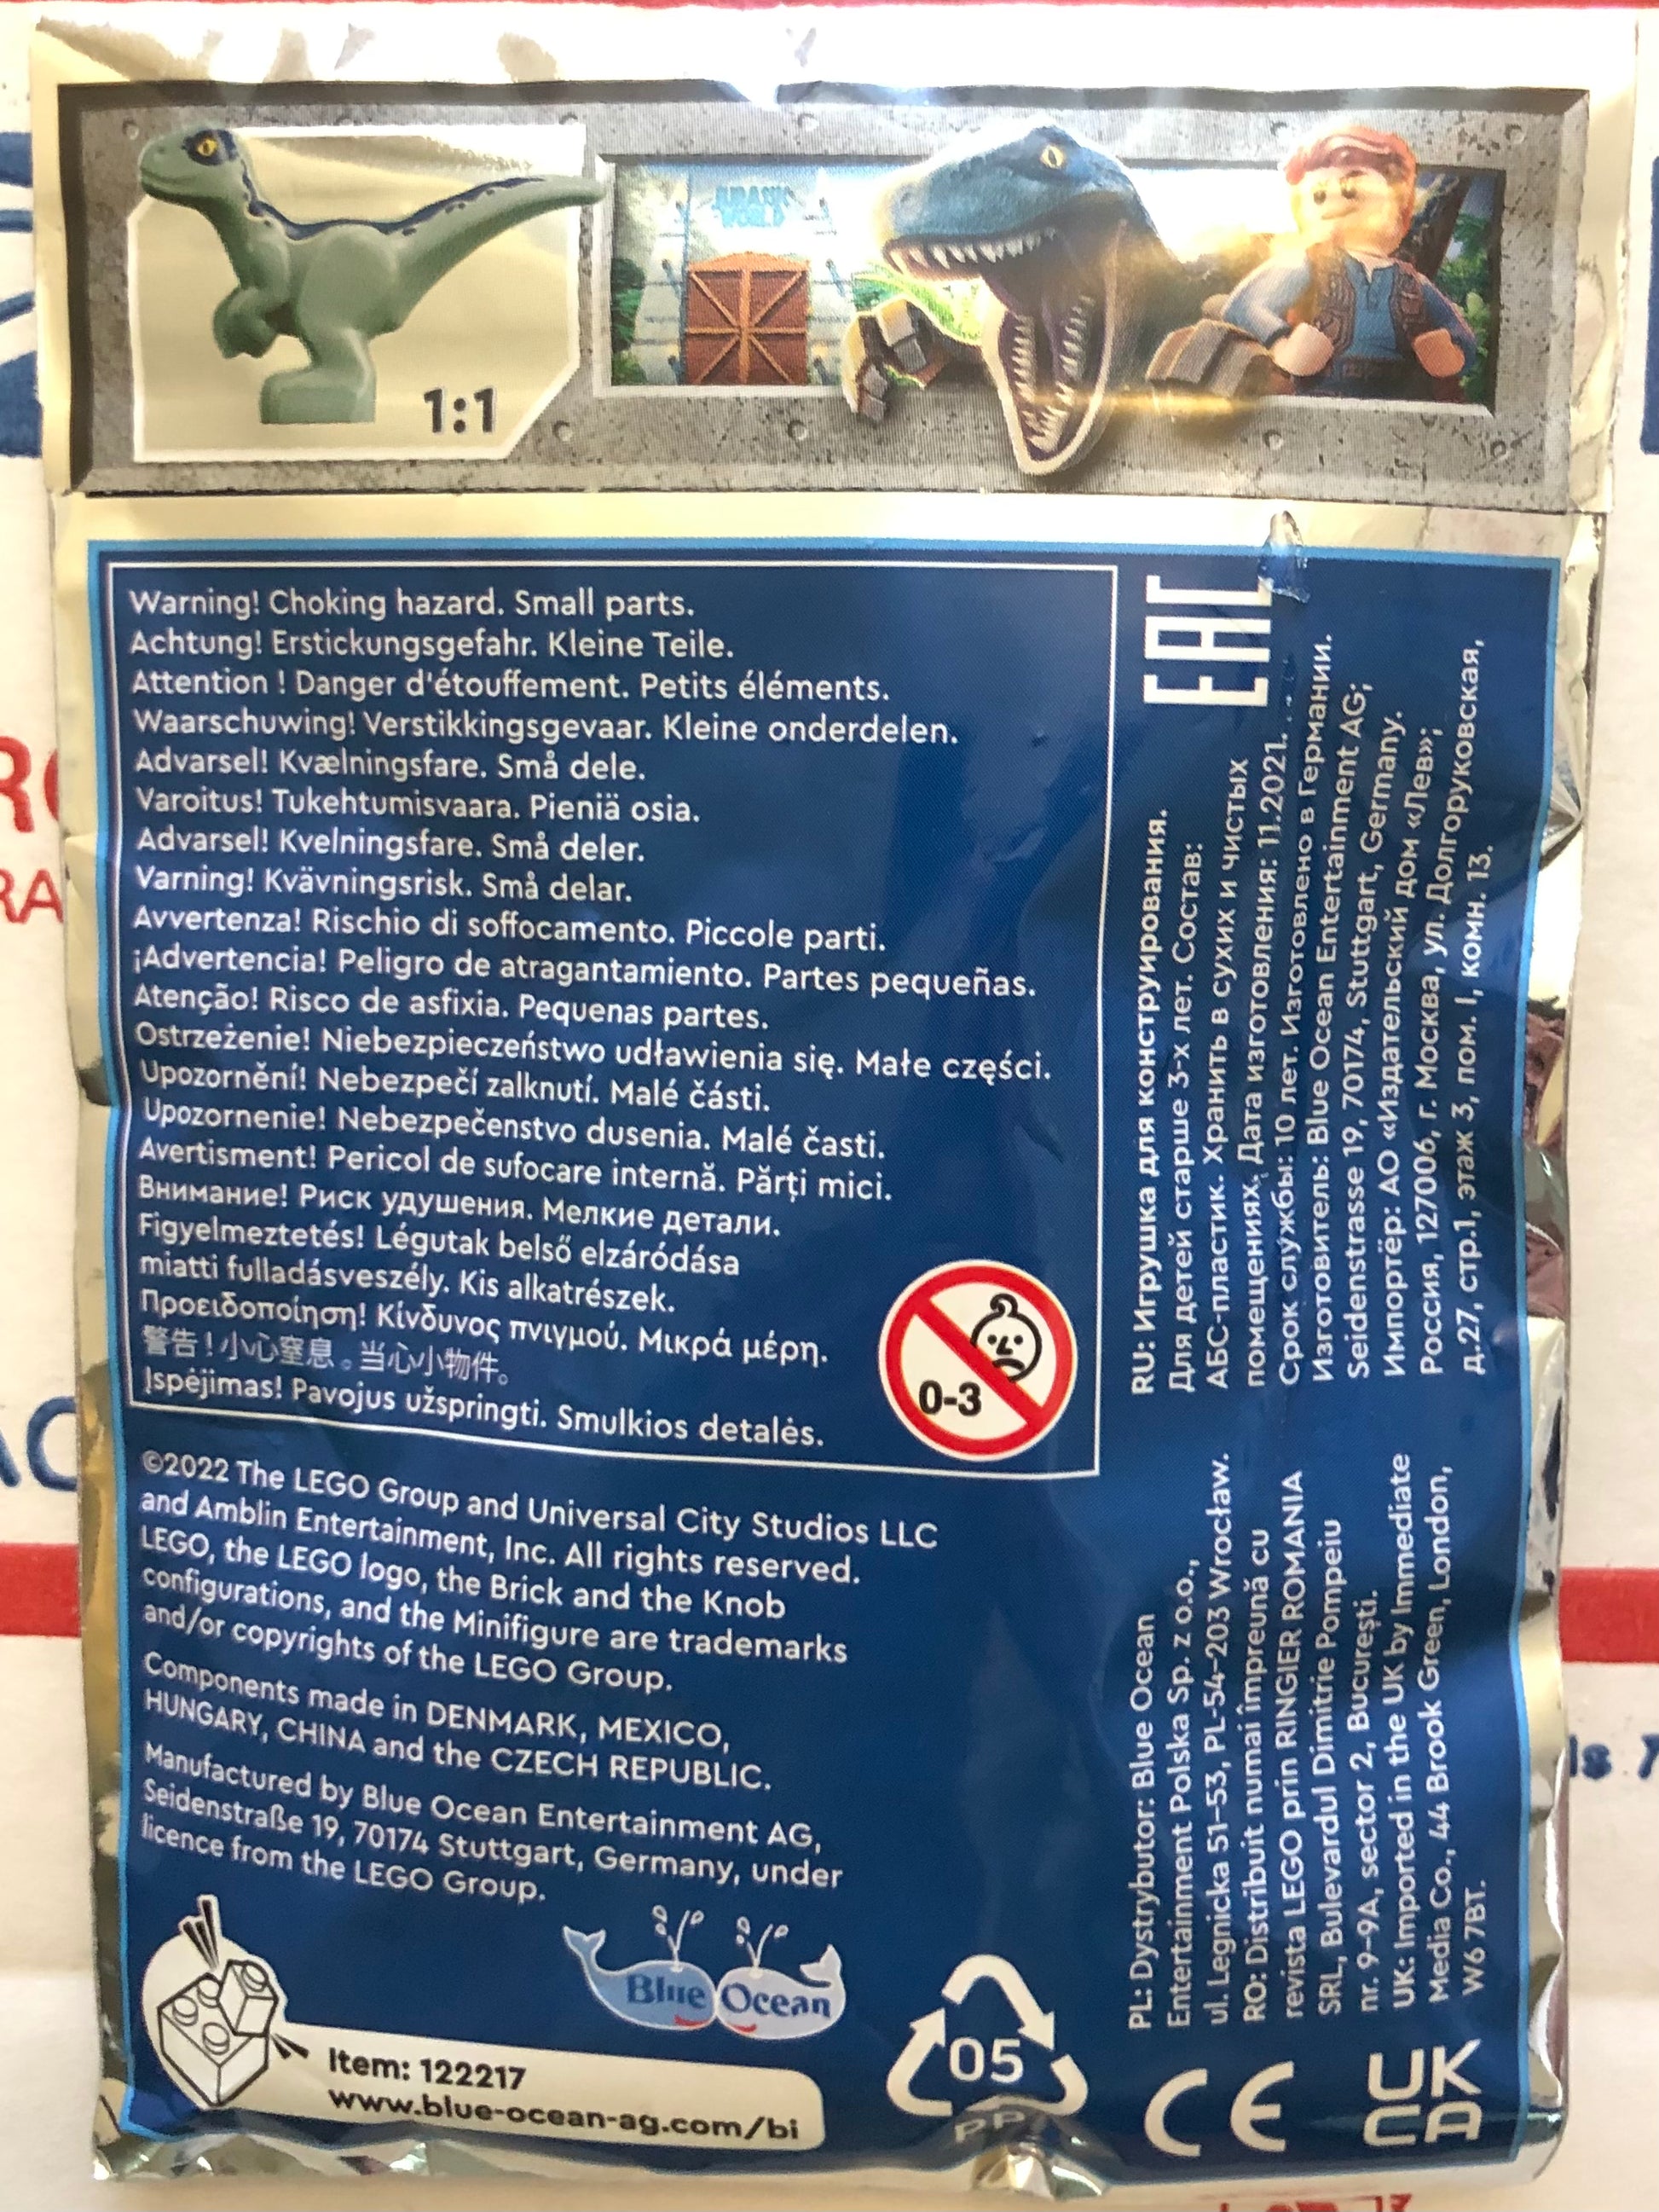 JURASSIC
WORLD
1:1
Warning! Choking hazard. Small parts.
Achtung! Erstickungsgefahr. Kleine Teile.
Attention ! Danger d'étouffement. Petits éléments.
Waarschuwing! Verstikkingsgevaar. Kleine onderdelen.
Advarsel! Kvælningsfare. Små dele.
Varoitus! Tukehtumisvaara. Pieniä osia.
Advarsel! Kvelningsfare. Små deler.
Varning! Kvävningsrisk. Små delar.
Avvertenza! Rischio di soffocamento. Piccole parti.
¡Advertencia! Peligro de atragantamiento. Partes pequeñas.
Atenção! Risco de asfixia. Pequenas partes.
Ostrzeżenie! Niebezpieczeństwo udławienia się. Małe części.
Upozornění! Nebezpečí zalknutí. Malé části.
Upozornenie! Nebezpečenstvo dusenia. Malé časti.
Avertisment! Pericol de sufocare internă. Părți mici.
Внимание! Риск удушения. Мелкие детали.
Figyelmeztetés! Légutak belső elzáródása
miatti fulladásveszély. Kis alkatrészek.
Προειδοποίηση! Κίνδυνος πνιγμού. Μικρά μέρη.
警告！小心窒息。当心小物件。
Įspėjimas! Pavojus užspringti. Smulkios detalės.
0-3
©2022 The LEGO Group and Universal City Studios LLC
and Amblin Entertainment, Inc. All rights reserved.
LEGO, the LEGO logo, the Brick and the Knob
configurations, and the Minifigure are trademarks
and/or copyrights of the LEGO Group.
Components made in DENMARK, MEXICO,
HUNGARY, CHINA and the CZECH REPUBLIC.
Manufactured by Blue Ocean Entertainment AG,
Seidenstraße 19, 70174 Stuttgart, Germany, under
licence from the LEGO Group.
Blue Ocean
Item: 122217
www.blue-ocean-ag.com/bi
05
PP
EAC
RU: Игрушка для конструирования.
Для детей старше 3-х лет. Состав:
АБС-пластик. Хранить в сухих и чистых
помещениях. Дата изготовления: 11.2021.
Срок службы: 10 лет. Изготовлено в Германии.
Изготовитель: Blue Ocean Entertainment AG;
Seidenstrasse 19, 70174, Stuttgart, Germany.
Импортёр: АО «Издательский дом «Лев»;
Россия, 127006, г. Москва, ул. Долгоруковская,
д.27, стр.1, этаж 3, пом. I, комн. 13.
PL: Dystrybutor: Blue Ocean
Entertainment Polska Sp. z o.o.,
ul. Legnicka 51-53, PL-54-203 Wrocław.
RO: Distribuit numai împreună cu
revista LEGO prin RINGIER ROMANIA
SRL, Bulevardul Dimitrie Pompeiu
nr. 9-9A, sector 2, București.
UK: Imported in the UK by Immediate
Media Co., 44 Brook Green, London,
W6 7BT.
CE
UK
CA